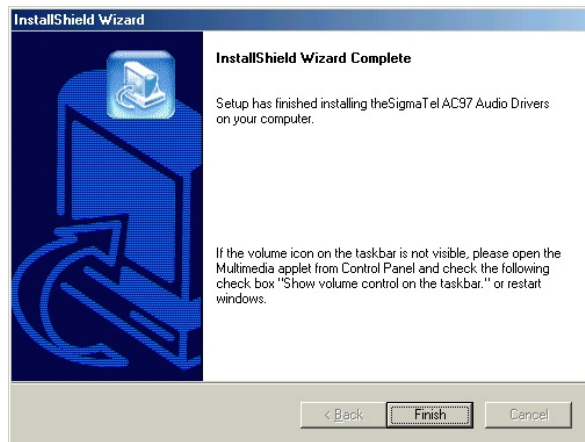 InstallShield Wizard
InstallShield Wizard Complete
Setup has finished installing theSigmaTel AC97 Audio Drivers
on your computer.
If the volume icon on the taskbar is not visible, please open the
Multimedia applet from Control Panel and check the following
check box "Show volume control on the taskbar." or restart
windows.
< Back
Finish
Cancel